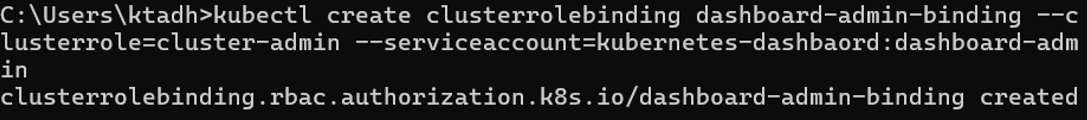 C:\Users\ktadh>kubectl create clusterrolebinding dashboard-admin-binding --c
lusterrole=cluster-admin --serviceaccount=kubernetes-dashbaord:dashboard-adm
in
clusterrolebinding.rbac.authorization.k8s.io/dashboard-admin-binding created